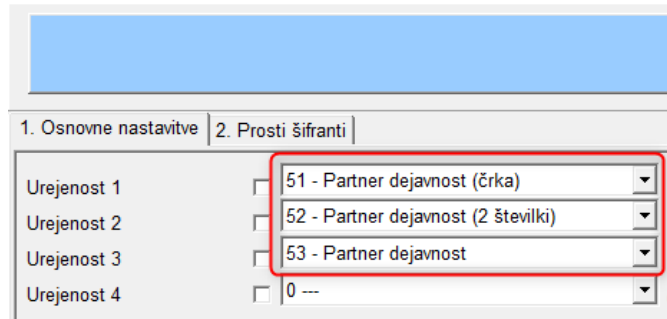 1. Osnovne nastavitve 2. Prosti šifranti
Urejenost 1 51 - Partner dejavnost (črka)
Urejenost 2 52 - Partner dejavnost (2 številki)
Urejenost 3 53 - Partner dejavnost
Urejenost 4 0 ---